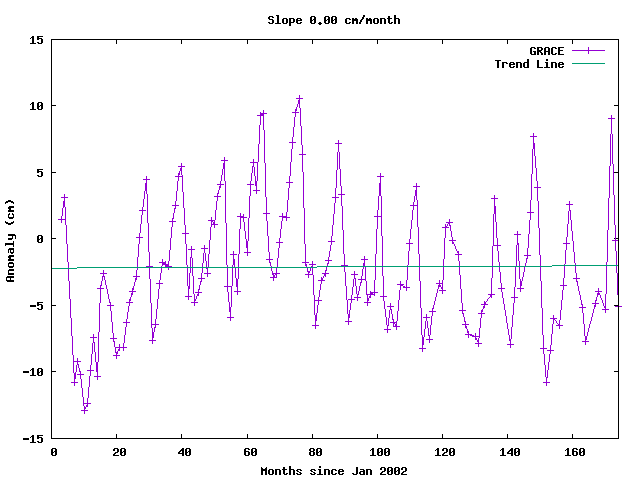 Slope 0.00 cm/month
GRACE
Trend Line
15
10
5
0
-5
-10
-15
Anomaly (cm)
0 20 40 60 80 100 120 140 160
Months since Jan 2002